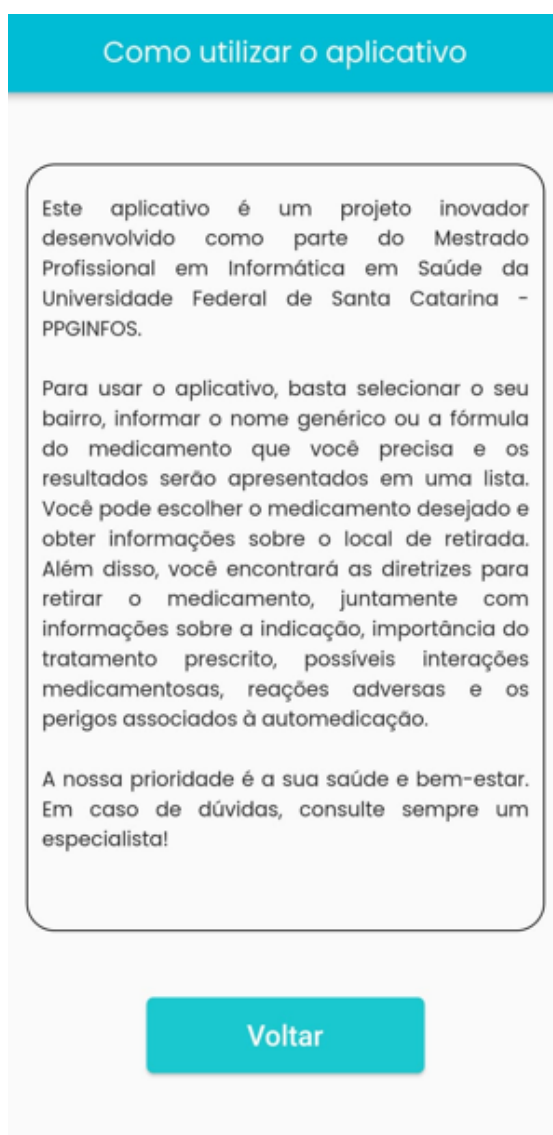 Como utilizar o aplicativo
Este aplicativo é um projeto inovador
desenvolvido como parte do Mestrado
Profissional em Informática em Saúde da
Universidade Federal de Santa Catarina -
PPGINFOS.
Para usar o aplicativo, basta selecionar o seu
bairro, informar o nome genérico ou a fórmula
do medicamento que você precisa e os
resultados serão apresentados em uma lista.
Você pode escolher o medicamento desejado e
obter informações sobre o local de retirada.
Além disso, você encontrará as diretrizes para
retirar o medicamento, juntamente com
informações sobre a indicação, importância do
tratamento prescrito, possíveis interações
medicamentosas, reações adversas e os
perigos associados à automedicação.
A nossa prioridade é a sua saúde e bem-estar.
Em caso de dúvidas, consulte sempre um
especialista!
Voltar